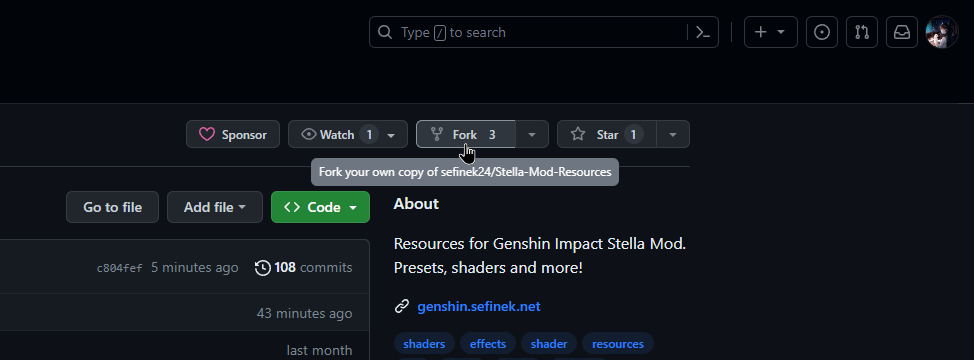 Type / to search
Sponsor
Watch 1
Fork 3
Star 1
Fork your own copy of sefinek24/Stella-Mod-Resources
Go to file
Add file
Code
About
Resources for Genshin Impact Stella Mod.
Presets, shaders and more!
c804fef 5 minutes ago 108 commits
genshin.sefinek.net
43 minutes ago
shaders effects shader resources
last month